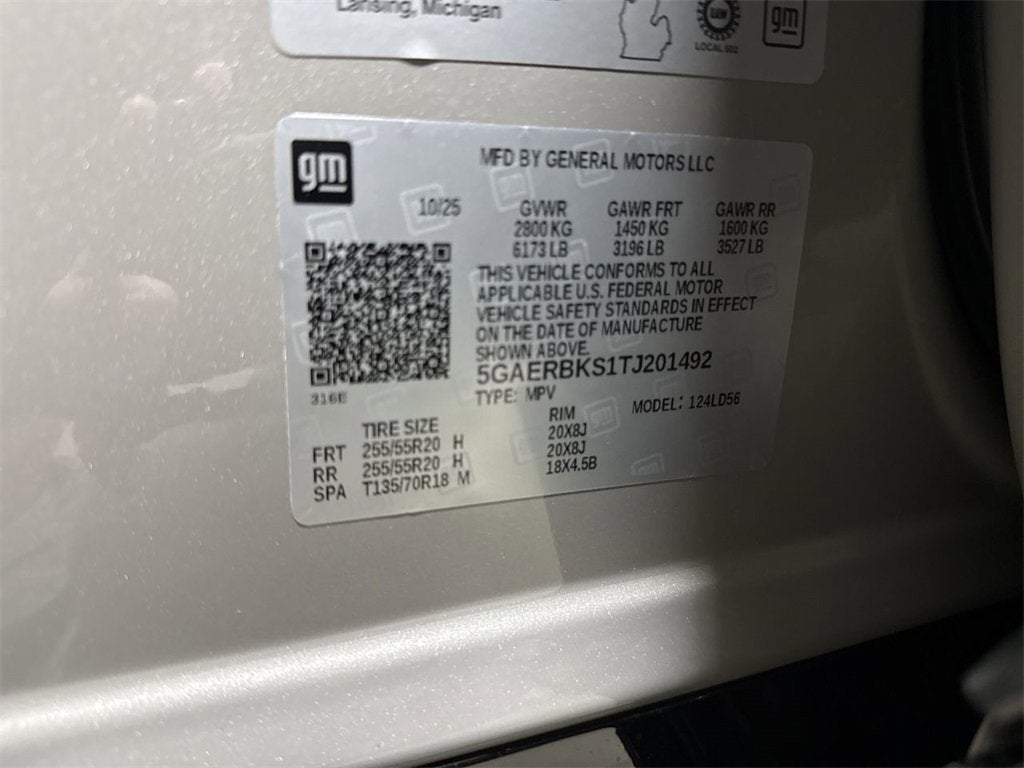 Lansing, Michigan
UAW
LOCAL 602
gm
gm
MFD BY GENERAL MOTORS LLC
10/25 GVWR GAWR FRT GAWR RR
2800 KG 1450 KG 1600 KG
6173 LB 3196 LB 3527 LB
THIS VEHICLE CONFORMS TO ALL
APPLICABLE U.S. FEDERAL MOTOR
VEHICLE SAFETY STANDARDS IN EFFECT
ON THE DATE OF MANUFACTURE
SHOWN ABOVE.
5GAERBKS1TJ201492
316E
TYPE: MPV MODEL: 124LD56
TIRE SIZE RIM
FRT 255/55R20 H 20X8J
RR 255/55R20 H 20X8J
SPA T135/70R18 M 18X4.5B